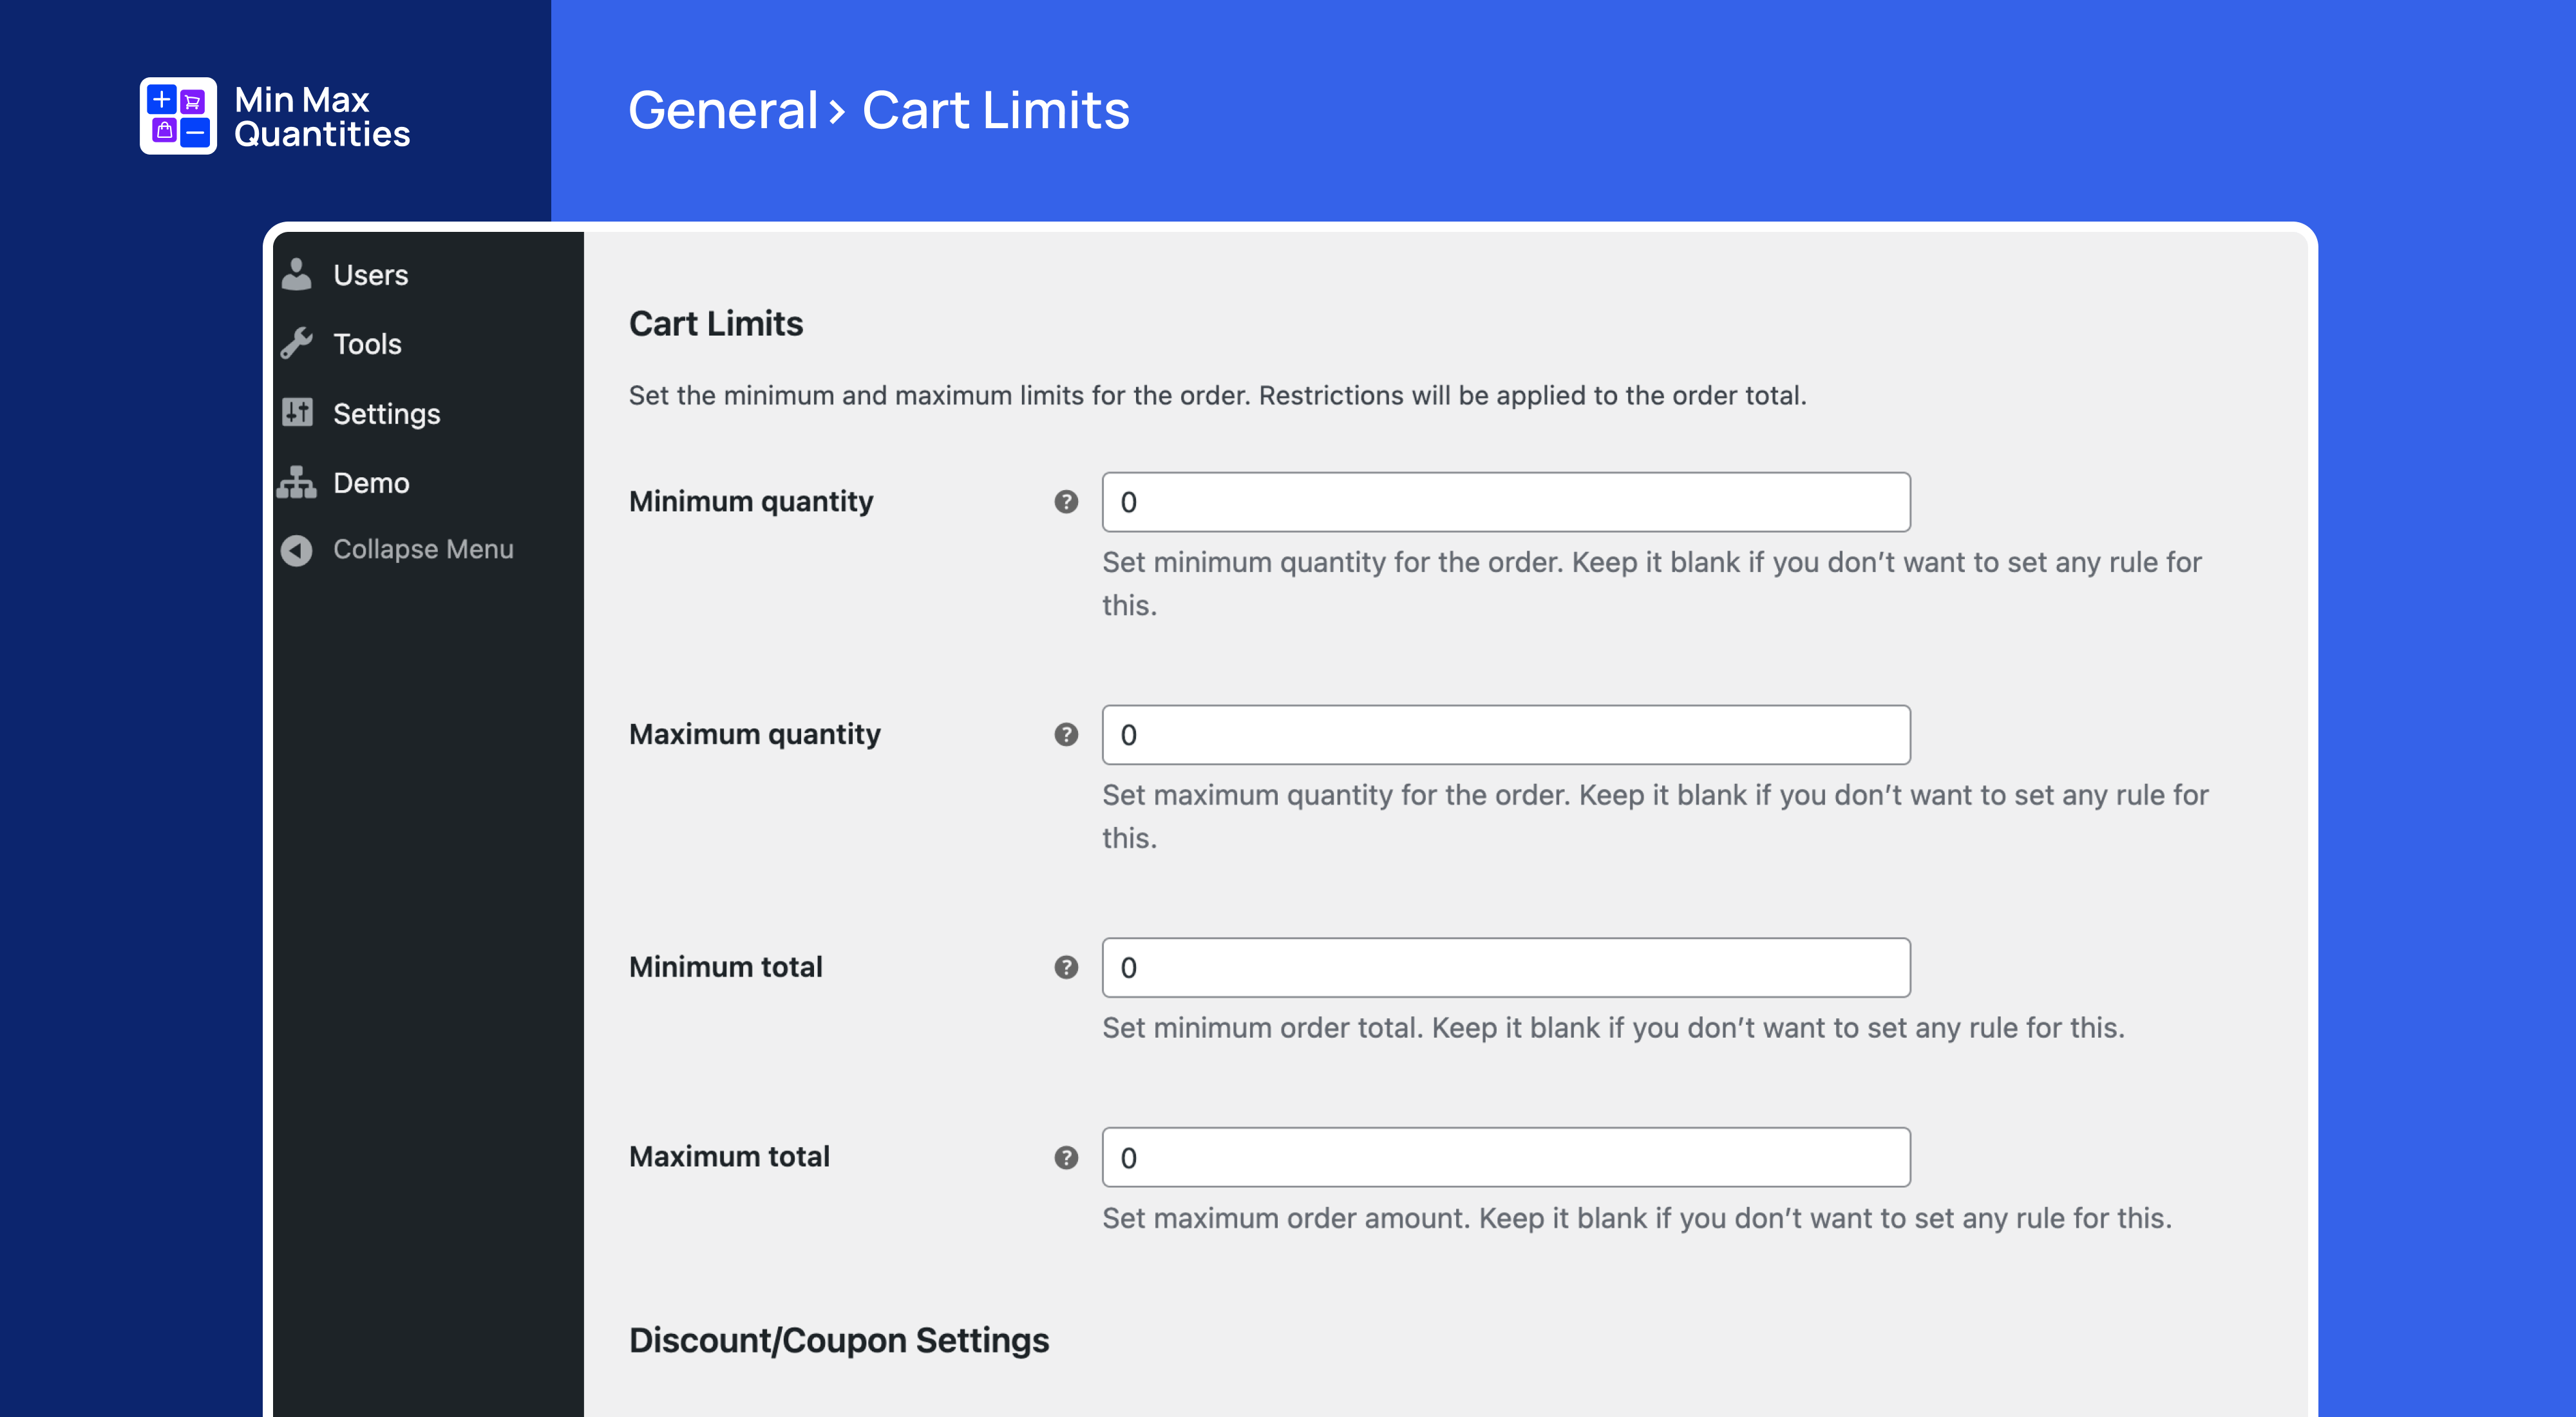 Min Max
Quantities
General › Cart Limits
Users
Tools
Settings
Demo
Collapse Menu
Cart Limits
Set the minimum and maximum limits for the order. Restrictions will be applied to the order total.
Minimum quantity
0
Set minimum quantity for the order. Keep it blank if you don’t want to set any rule for
this.
Maximum quantity
0
Set maximum quantity for the order. Keep it blank if you don’t want to set any rule for
this.
Minimum total
0
Set minimum order total. Keep it blank if you don’t want to set any rule for this.
Maximum total
0
Set maximum order amount. Keep it blank if you don’t want to set any rule for this.
Discount/Coupon Settings